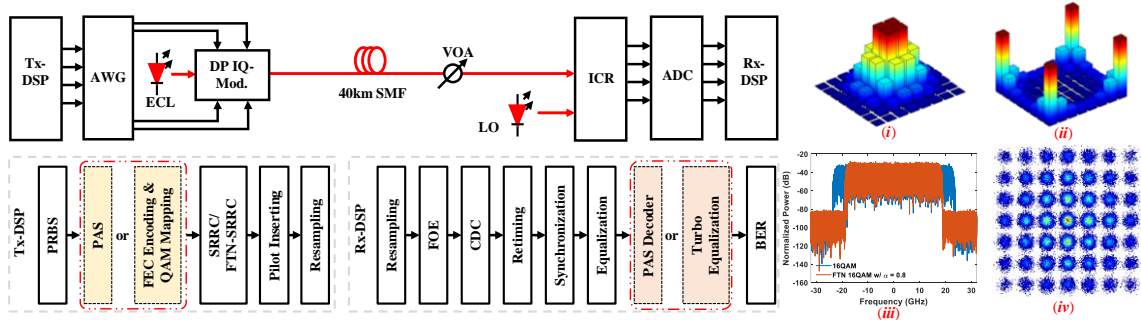 Tx-
DSP
AWG
ECL
DP IQ-
Mod.
40km SMF
VOA
LO
ICR
ADC
Rx-
DSP
(i)
(ii)
Tx-DSP
PRBS
PAS
or
FEC Encoding &
QAM Mapping
SRRC/
FTN-SRRC
Pilot Inserting
Resampling
Rx-DSP
Resampling
FOE
CDC
Retiming
Synchronization
Equalization
PAS Decoder
or
Turbo
Equalization
BER
Normalized Power (dB)
-20
-40
-60
-80
-100
-120
-140
-160
16QAM
FTN 16QAM w/ α = 0.8
-30 -20 -10 0 10 20 30
Frequency (GHz)
(iii)
(iv)